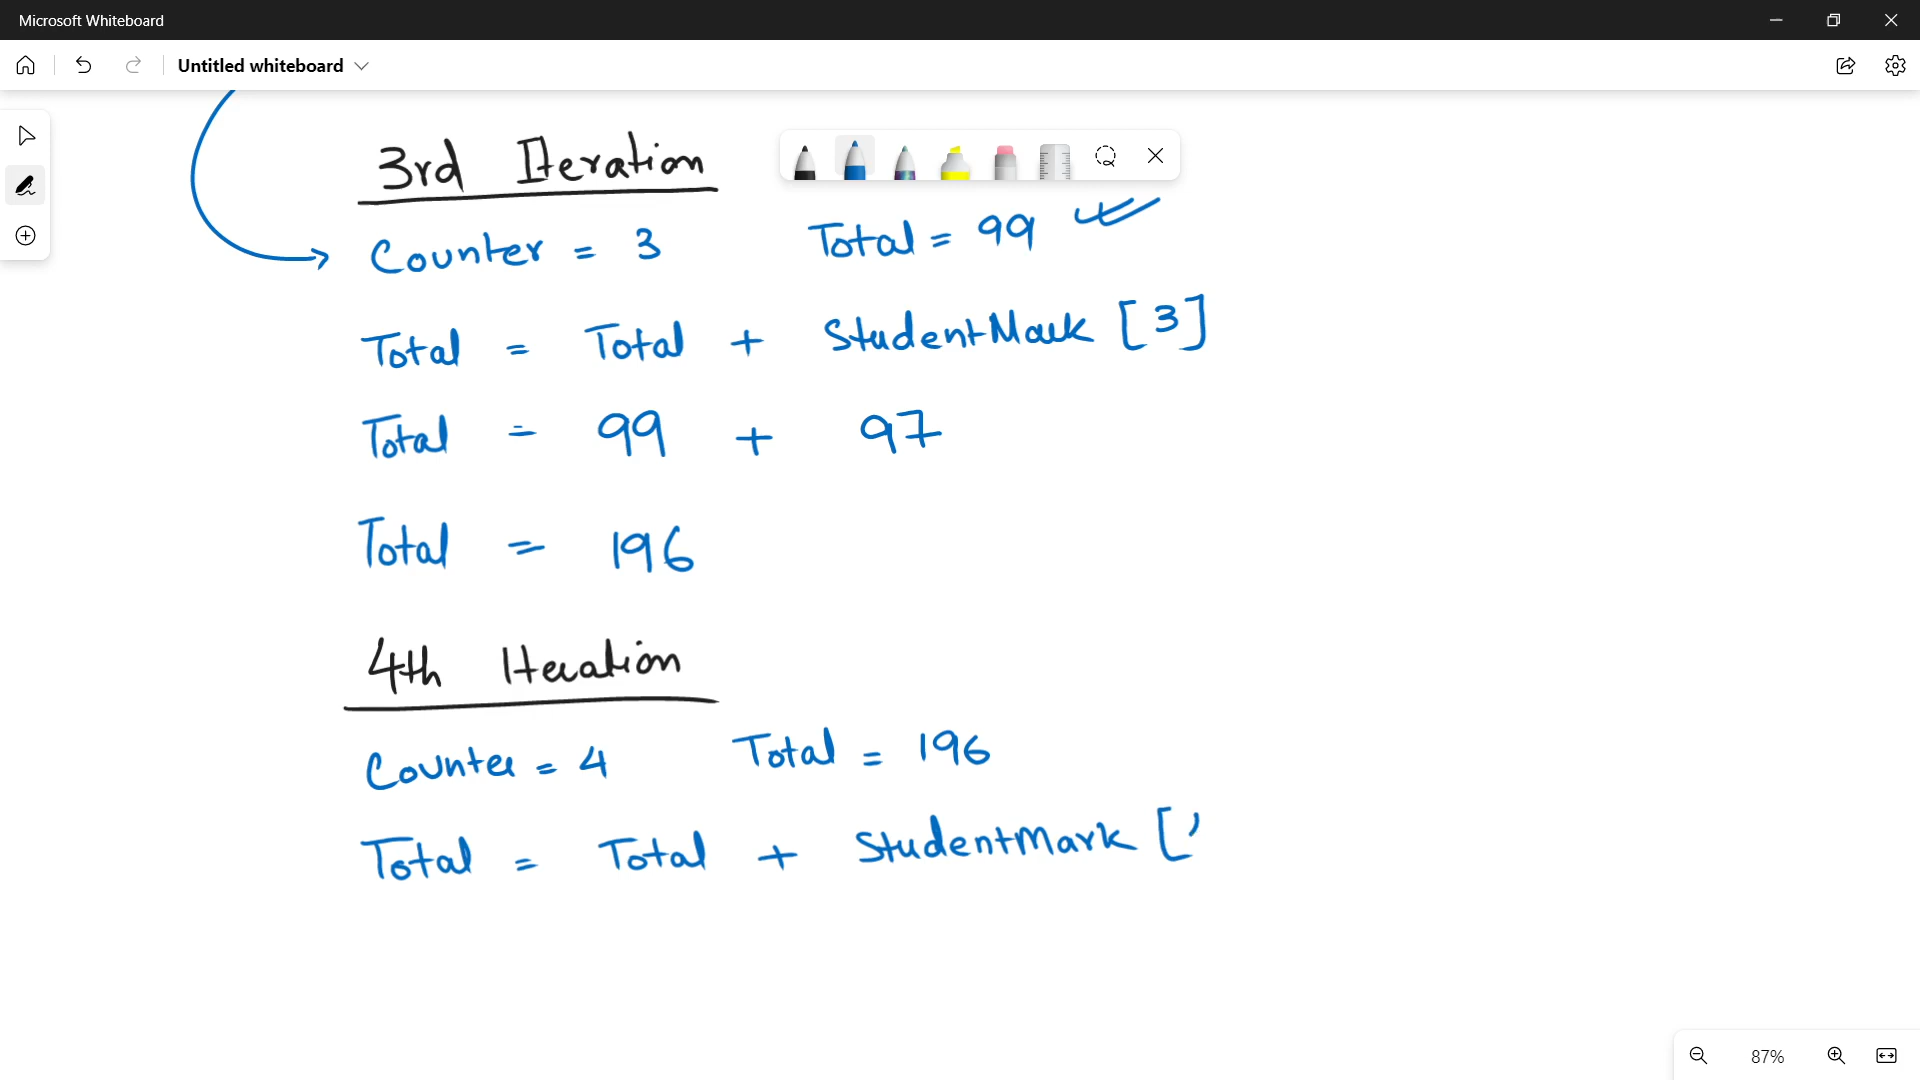 Microsoft Whiteboard
Untitled whiteboard
3rd Iteration
Counter = 3 Total = 99
Total = Total + StudentMark [3]
Total = 99 + 97
Total = 196
4th Iteration
Counter = 4 Total = 196
Total = Total + StudentMark [
87%